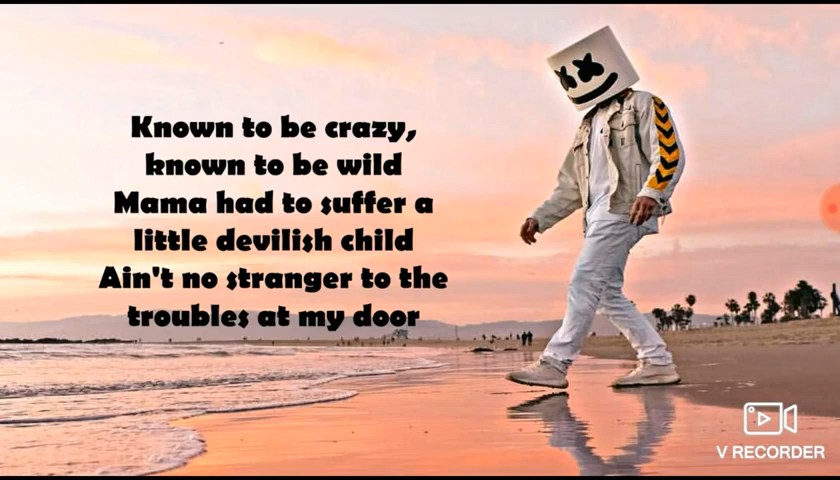 Known to be crazy,
known to be wild
Mama had to suffer a
little devilish child
Ain't no stranger to the
troubles at my door
V RECORDER